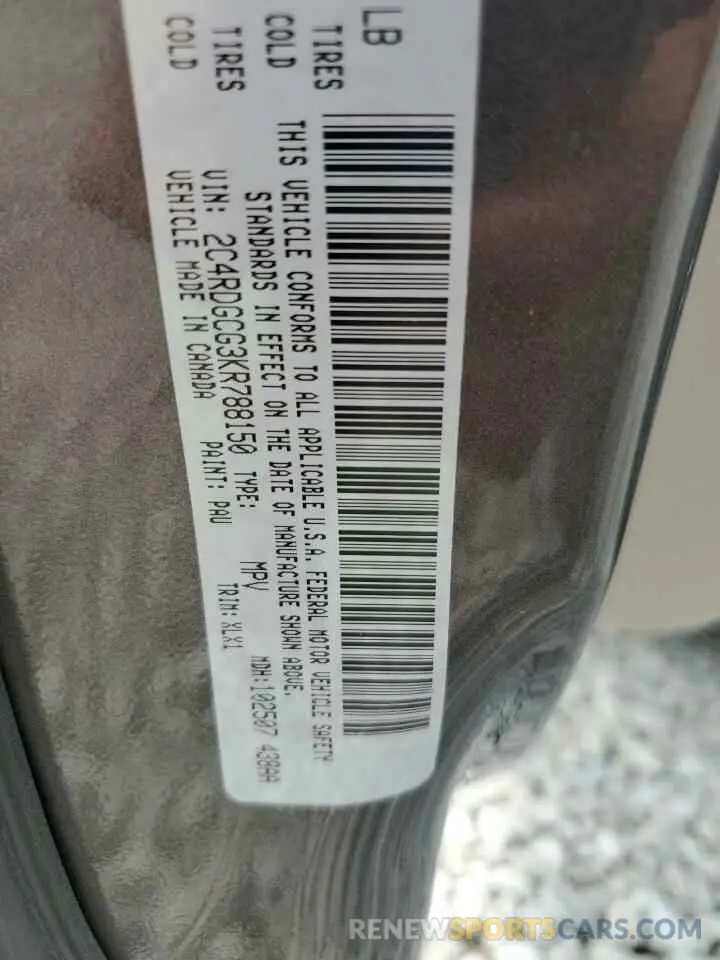 LB
TIRES COLD
TIRES COLD
THIS VEHICLE CONFORMS TO ALL APPLICABLE U.S.A. FEDERAL MOTOR VEHICLE SAFETY
STANDARDS IN EFFECT ON THE DATE OF MANUFACTURE SHOWN ABOVE.
VIN: 2C4RDGCG3KR788150 TYPE: MPV MDH:102507 438AA
VEHICLE MADE IN CANADA PAINT: PAU TRIM: XLX1
RENEWSPORTSCARS.COM